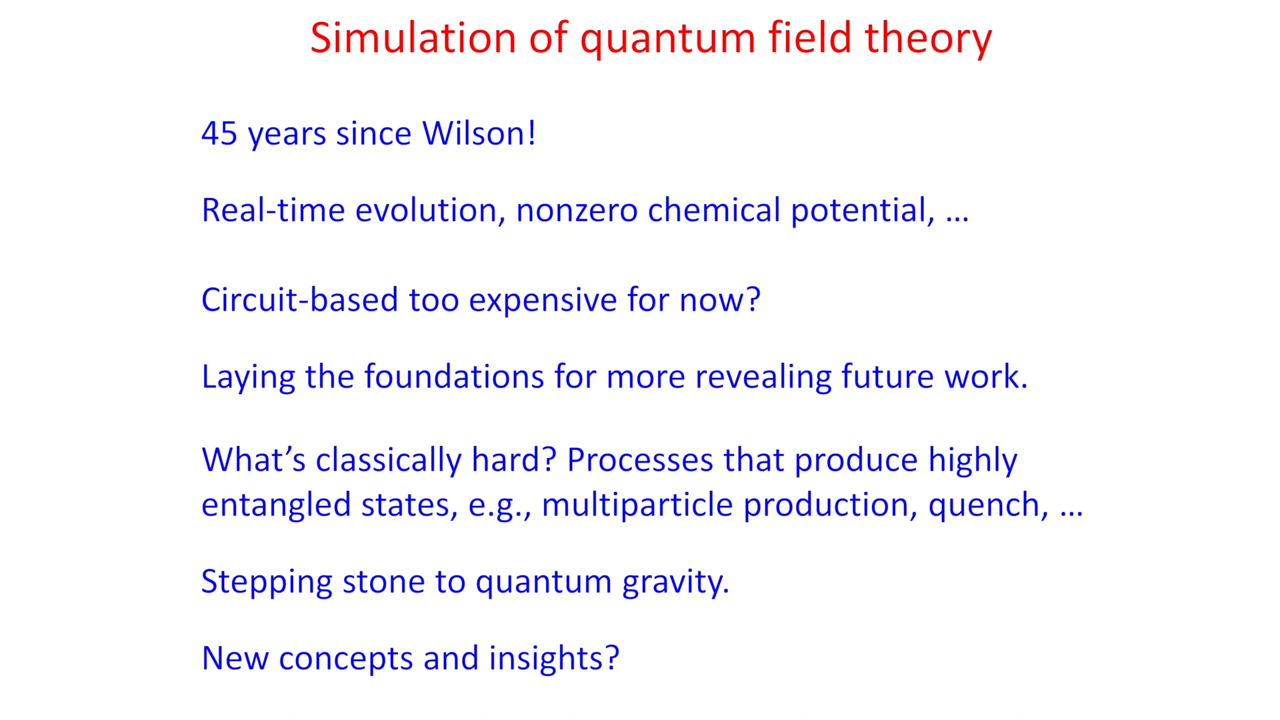 Simulation of quantum field theory
45 years since Wilson!
Real-time evolution, nonzero chemical potential, …
Circuit-based too expensive for now?
Laying the foundations for more revealing future work.
What’s classically hard? Processes that produce highly
entangled states, e.g., multiparticle production, quench, …
Stepping stone to quantum gravity.
New concepts and insights?